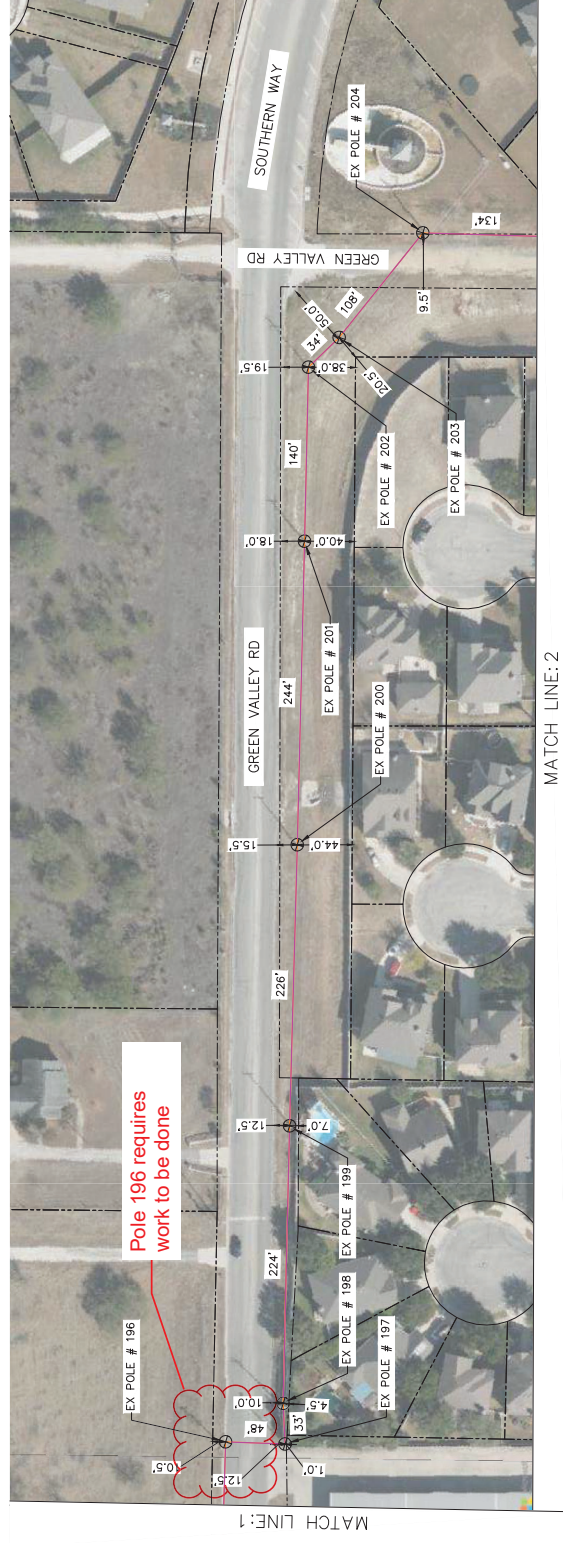 SOUTHERN WAY
EX POLE # 204
GREEN VALLEY RD
134'
9.5'
108'
50.0'
34'
20.5'
19.5'
38.0'
EX POLE # 202
EX POLE # 203
140'
18.0'
40.0'
EX POLE # 201
GREEN VALLEY RD
244'
EX POLE # 200
15.5'
44.0'
MATCH LINE: 2
226'
Pole 196 requires
work to be done
12.5'
7.0'
EX POLE # 199
224'
EX POLE # 198
EX POLE # 197
EX POLE # 196
10.0'
4.5'
48'
33'
0.5'
12.5'
1.0'
MATCH LINE:1